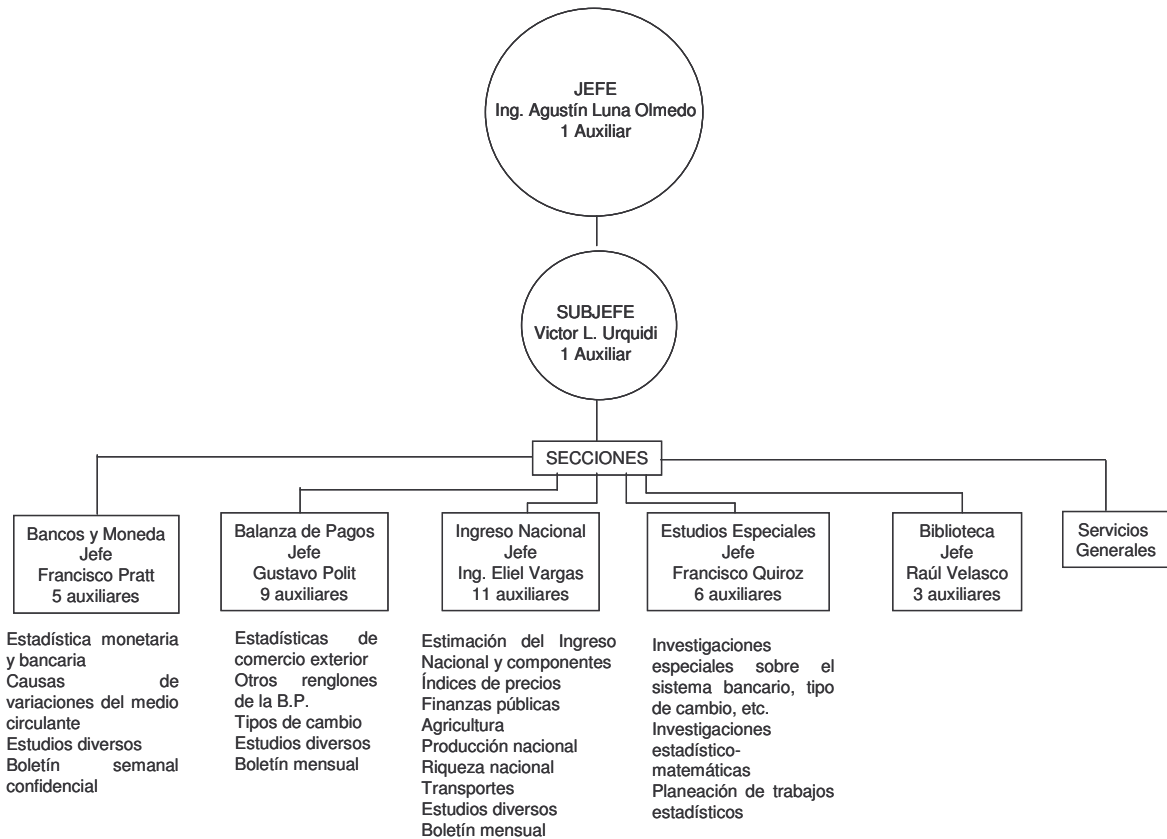 JEFE
Ing. Agustín Luna Olmedo
1 Auxiliar
SUBJEFE
Victor L. Urquidi
1 Auxiliar
SECCIONES
Bancos y Moneda
Jefe
Francisco Pratt
5 auxiliares
Estadística monetaria
y bancaria
Causas de
variaciones del medio
circulante
Estudios diversos
Boletín semanal
confidencial
Balanza de Pagos
Jefe
Gustavo Polit
9 auxiliares
Estadísticas de
comercio exterior
Otros renglones
de la B.P.
Tipos de cambio
Estudios diversos
Boletín mensual
Ingreso Nacional
Jefe
Ing. Eliel Vargas
11 auxiliares
Estimación del Ingreso
Nacional y componentes
Índices de precios
Finanzas públicas
Agricultura
Producción nacional
Riqueza nacional
Transportes
Estudios diversos
Boletín mensual
Estudios Especiales
Jefe
Francisco Quiroz
6 auxiliares
Investigaciones
especiales sobre el
sistema bancario, tipo
de cambio, etc.
Investigaciones
estadístico-
matemáticas
Planeación de trabajos
estadísticos
Biblioteca
Jefe
Raúl Velasco
3 auxiliares
Servicios
Generales